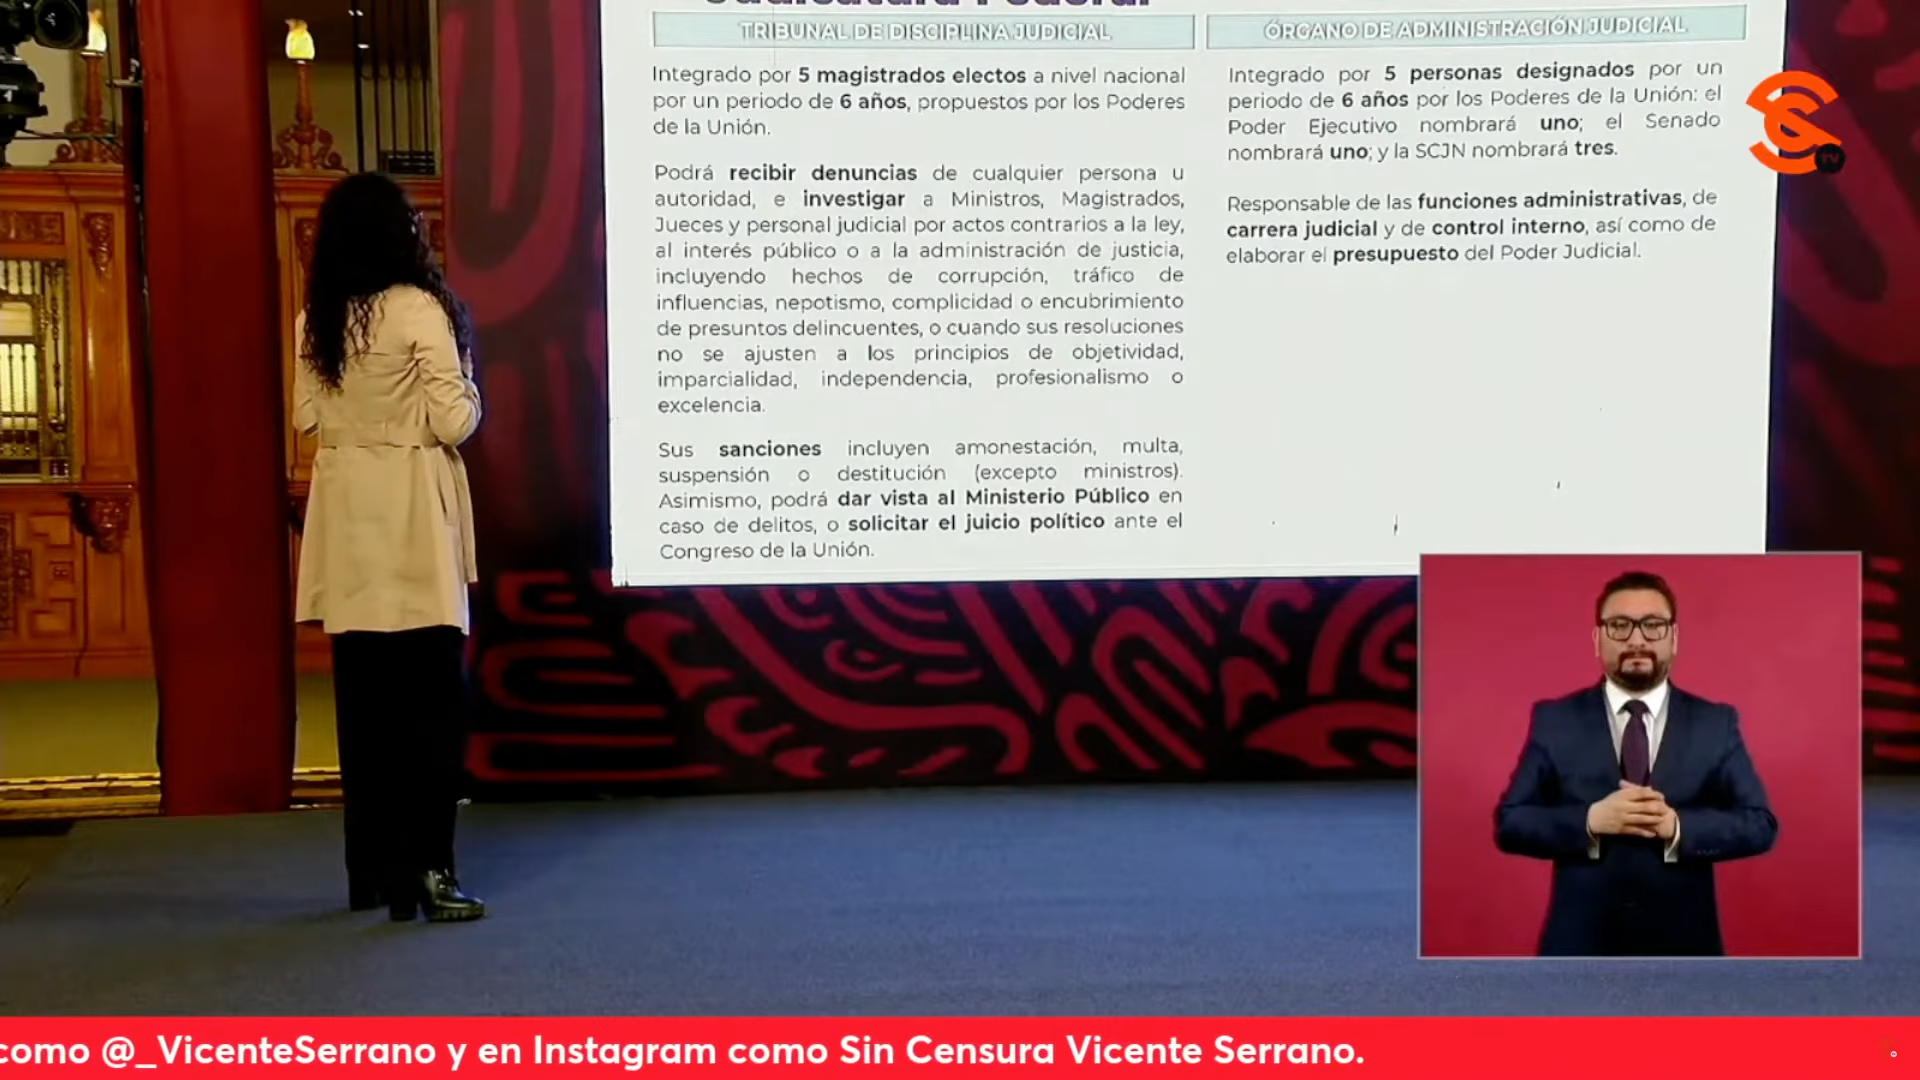 Judicatura Federal
TRIBUNAL DE DISCIPLINA JUDICIAL
Integrado por 5 magistrados electos a nivel nacional
por un periodo de 6 años, propuestos por los Poderes
de la Unión.
Podrá recibir denuncias de cualquier persona u
autoridad, e investigar a Ministros, Magistrados,
Jueces y personal judicial por actos contrarios a la ley,
al interés público o a la administración de justicia,
incluyendo hechos de corrupción, tráfico de
influencias, nepotismo, complicidad o encubrimiento
de presuntos delincuentes, o cuando sus resoluciones
no se ajusten a los principios de objetividad,
imparcialidad, independencia, profesionalismo o
excelencia.
Sus sanciones incluyen amonestación, multa,
suspensión o destitución (excepto ministros).
Asimismo, podrá dar vista al Ministerio Público en
caso de delitos, o solicitar el juicio político ante el
Congreso de la Unión.
ÓRGANO DE ADMINISTRACIÓN JUDICIAL
Integrado por 5 personas designados por un
periodo de 6 años por los Poderes de la Unión: el
Poder Ejecutivo nombrará uno; el Senado
nombrará uno; y la SCJN nombrará tres.
Responsable de las funciones administrativas, de
carrera judicial y de control interno, así como de
elaborar el presupuesto del Poder Judicial.
TV
1
como @_VicenteSerrano y en Instagram como Sin Censura Vicente Serrano.